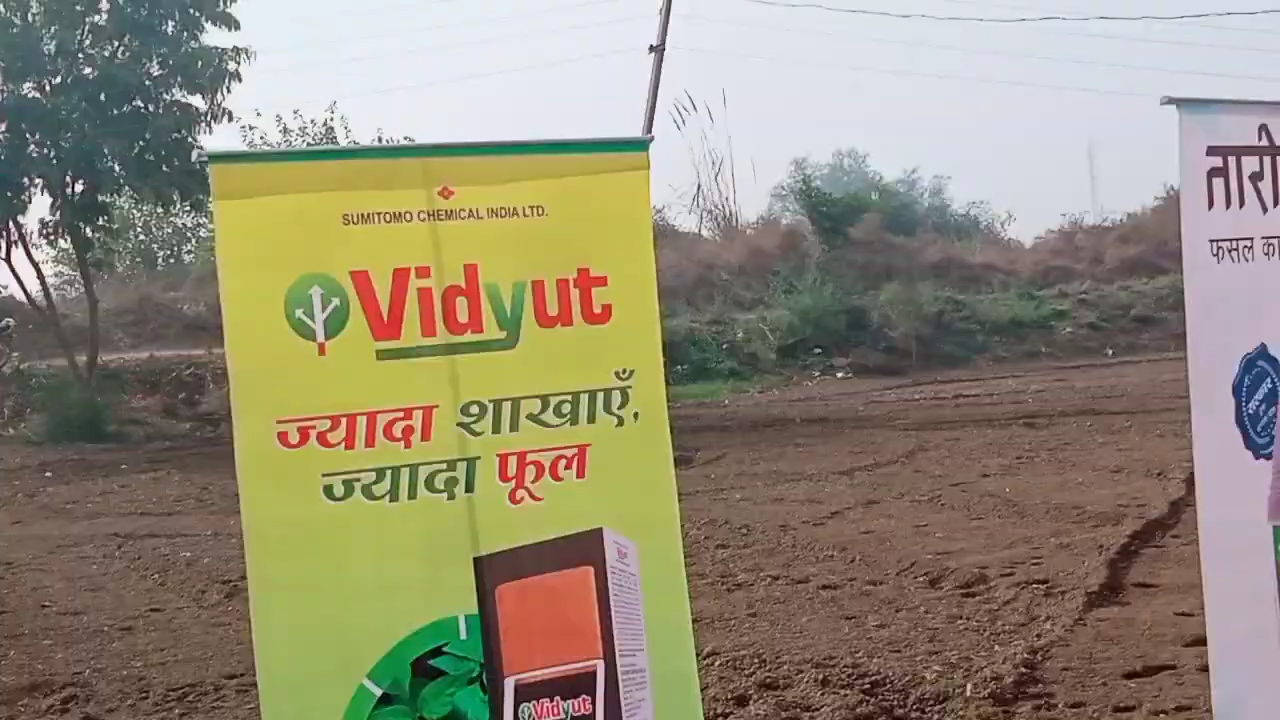 SUMITOMO CHEMICAL INDIA LTD.
Vidyut
ज्यादा शाखाएँ,
ज्यादा फूल
Vidyut
फसल